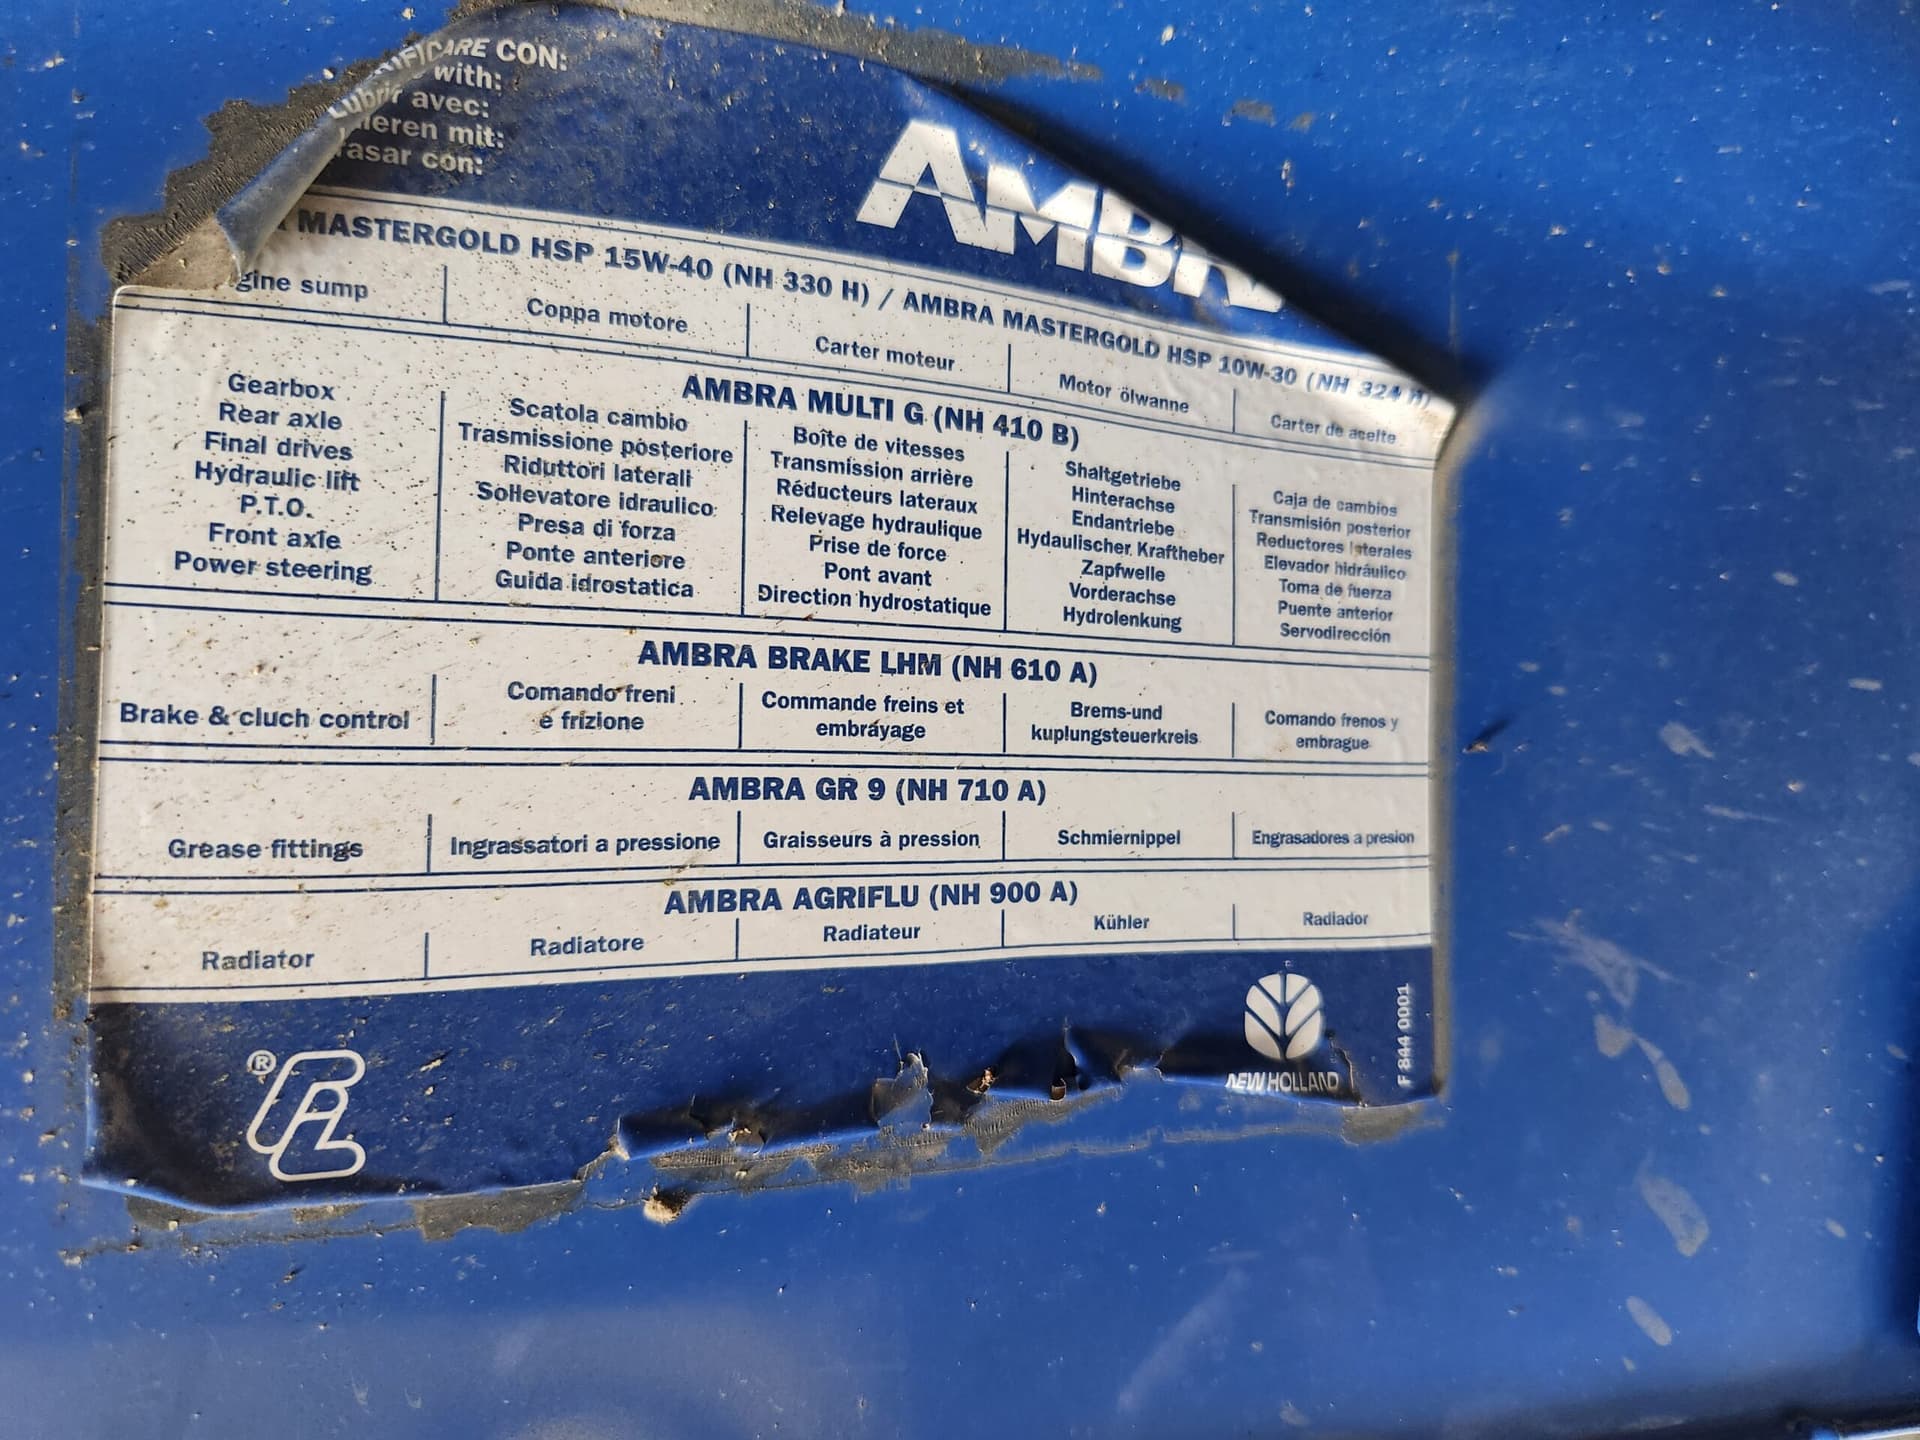 CARE CON:
with:
Lubrir avec:
ieren mit:
asar con:
AMBRA
MASTERGOLD HSP 15W-40 (NH 330 H) / AMBRA MASTERGOLD HSP 10W-30 (NH 324 H)
gine sump
Coppa motore
Carter moteur
Motor ölwanne
Carter de aceite
AMBRA MULTI G (NH 410 B)
Gearbox
Rear axle
Final drives
Hydraulic lift
P.T.O.
Front axle
Power steering
Scatola cambio
Trasmissione posteriore
Riduttori laterali
Sollevatore idraulico
Presa di forza
Ponte anteriore
Guida idrostatica
Boîte de vitesses
Transmission arrière
Réducteurs lateraux
Relevage hydraulique
Prise de force
Pont avant
Direction hydrostatique
Shaltgetriebe
Hinterachse
Endantriebe
Hydaulischer Kraftheber
Zapfwelle
Vorderachse
Hydrolenkung
Caja de cambios
Transmisión posterior
Reductores laterales
Elevador hidráulico
Toma de fuerza
Puente anterior
Servodirección
AMBRA BRAKE LHM (NH 610 A)
Brake & cluch control
Comando freni
e frizione
Commande freins et
embrayage
Brems-und
kuplungsteuerkreis
Comando frenos y
embrague
AMBRA GR 9 (NH 710 A)
Grease fittings
Ingrassatori a pressione
Graisseurs à pression
Schmiernippel
Engrasadores a presion
AMBRA AGRIFLU (NH 900 A)
Radiator
Radiatore
Radiateur
Kühler
Radiador
® FL
NEW HOLLAND
F 844 0001